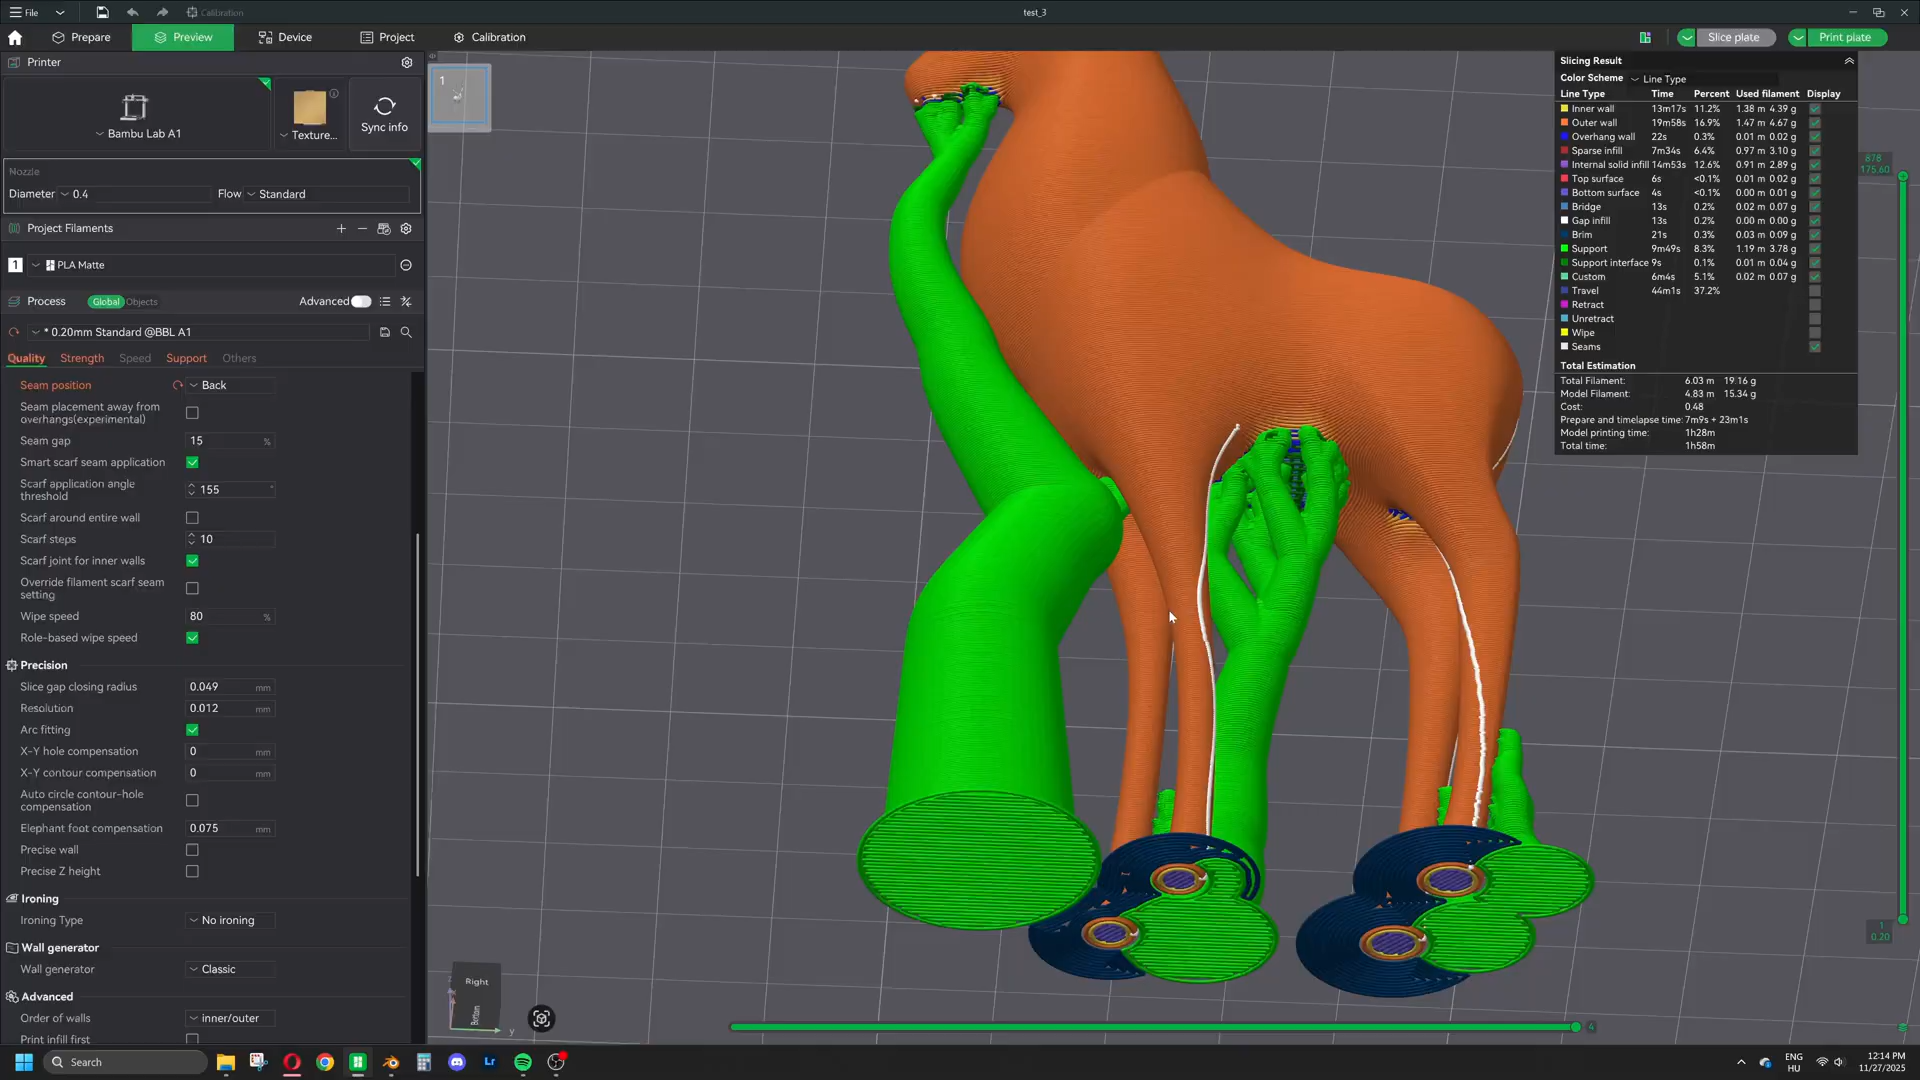 File
Calibration
test_3
Prepare
Preview
Device
Project
Calibration
Slice plate
Print plate
Printer
Bambu Lab A1
Texture...
Sync info
Nozzle
Diameter 0.4 Flow Standard
Project Filaments
1 PLA Matte
Process Global Objects Advanced
* 0.20mm Standard @BBL A1
Quality Strength Speed Support Others
Seam position Back
Seam placement away from
overhangs(experimental)
Seam gap 15 %
Smart scarf seam application
Scarf application angle
threshold 155 °
Scarf around entire wall
Scarf steps 10
Scarf joint for inner walls
Override filament scarf seam
setting
Wipe speed 80 %
Role-based wipe speed
Precision
Slice gap closing radius 0.049 mm
Resolution 0.012 mm
Arc fitting
X-Y hole compensation 0 mm
X-Y contour compensation 0 mm
Auto circle contour-hole
compensation
Elephant foot compensation 0.075 mm
Precise wall
Precise Z height
Ironing
Ironing Type No ironing
Wall generator
Wall generator Classic
Advanced
Order of walls inner/outer
Print infill first
1
Slicing Result
Color Scheme Line Type
Line Type Time Percent Used filament Display
Inner wall 13m17s 11.2% 1.38 m 4.39 g
Outer wall 19m58s 16.9% 1.47 m 4.67 g
Overhang wall 22s 0.3% 0.01 m 0.02 g
Sparse infill 7m34s 6.4% 0.97 m 3.10 g
Internal solid infill 14m53s 12.6% 0.91 m 2.89 g
Top surface 6s <0.1% 0.01 m 0.02 g
Bottom surface 4s <0.1% 0.00 m 0.01 g
Bridge 13s 0.2% 0.02 m 0.07 g
Gap infill 13s 0.2% 0.00 m 0.00 g
Brim 21s 0.3% 0.03 m 0.09 g
Support 9m49s 8.3% 1.19 m 3.78 g
Support interface 9s 0.1% 0.01 m 0.04 g
Custom 6m4s 5.1% 0.02 m 0.07 g
Travel 44m1s 37.2%
Retract
Unretract
Wipe
Seams
Total Estimation
Total Filament: 6.03 m 19.16 g
Model Filament: 4.83 m 15.34 g
Cost: 0.48
Prepare and timelapse time: 7m9s + 23m1s
Model printing time: 1h28m
Total time: 1h58m
878
175.60
1
0.20
Right
Bottom
y
4
Search
Lr
ENG
HU
12:14 PM
11/27/2025